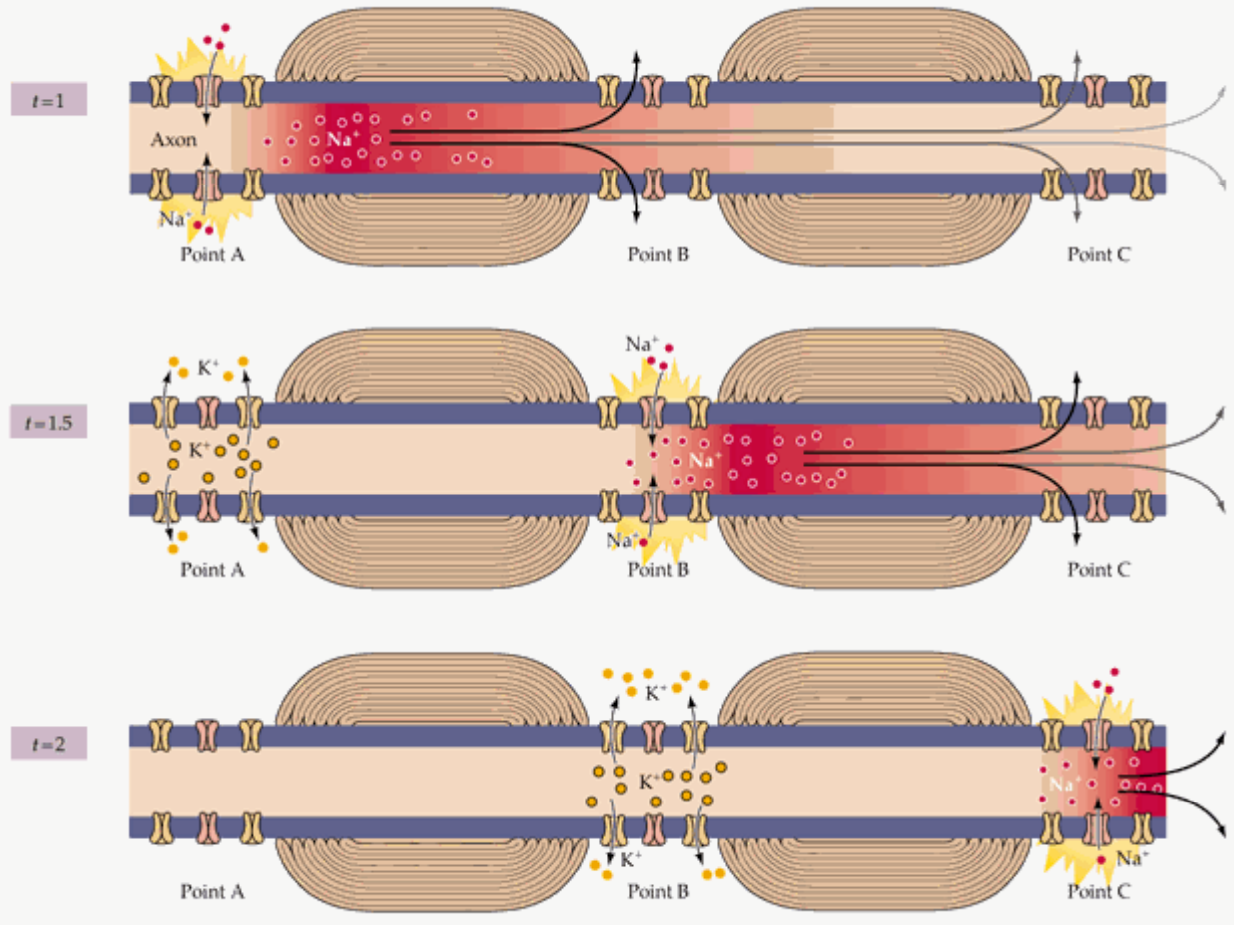 t=1
Axon
Na⁺
Na⁺
Point A
Point B
Point C
t=1.5
K⁺
K⁺
Na⁺
Na⁺
Na⁺
Point A
Point B
Point C
t=2
K⁺
K⁺
K⁺
Na⁺
Na⁺
Point A
Point B
Point C